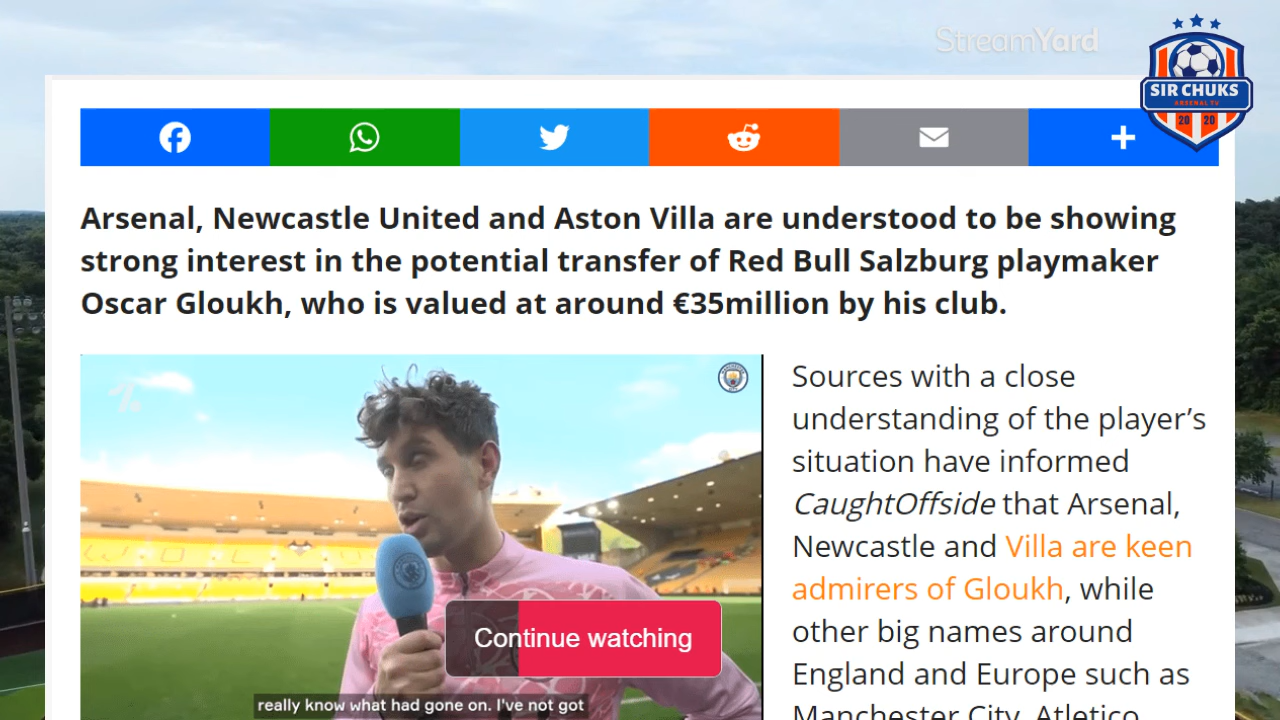 StreamYard
SIR CHUKS
ARSENAL TV
20 20
Arsenal, Newcastle United and Aston Villa are understood to be showing
strong interest in the potential transfer of Red Bull Salzburg playmaker
Oscar Gloukh, who is valued at around €35million by his club.
Sources with a close
understanding of the player's
situation have informed
CaughtOffside that Arsenal,
Newcastle and Villa are keen
admirers of Gloukh, while
other big names around
England and Europe such as
Manchester City, Atletico
WOL
Continue watching
really know what had gone on. I've not got